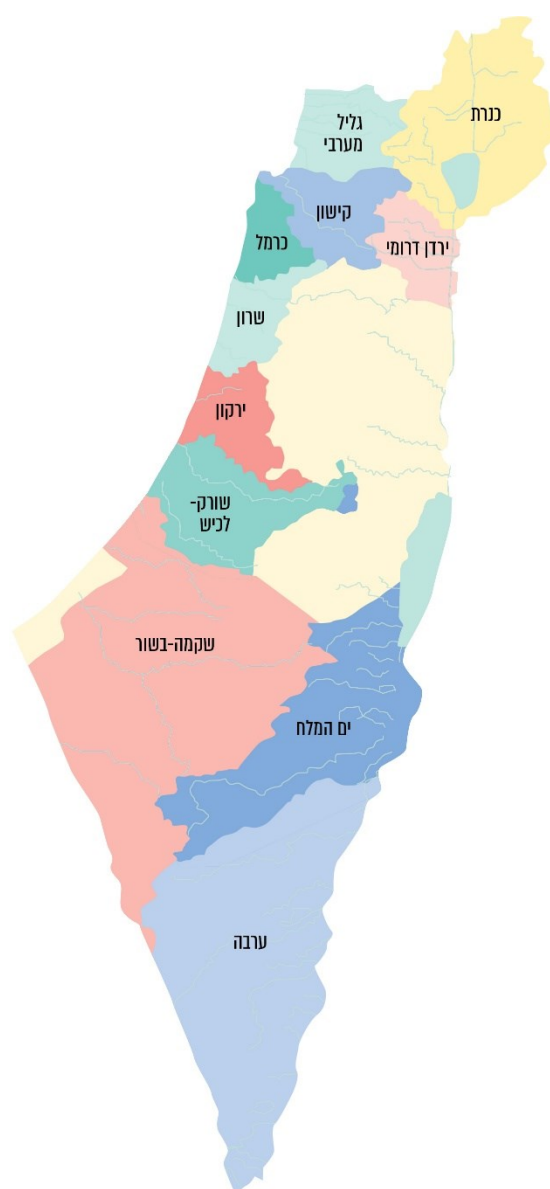 כנרת
גליל
מערבי
קישון
כרמל
ירדן דרומי
שרון
ירקון
שורק-
לכיש
שקמה-בשור
ים המלח
ערבה